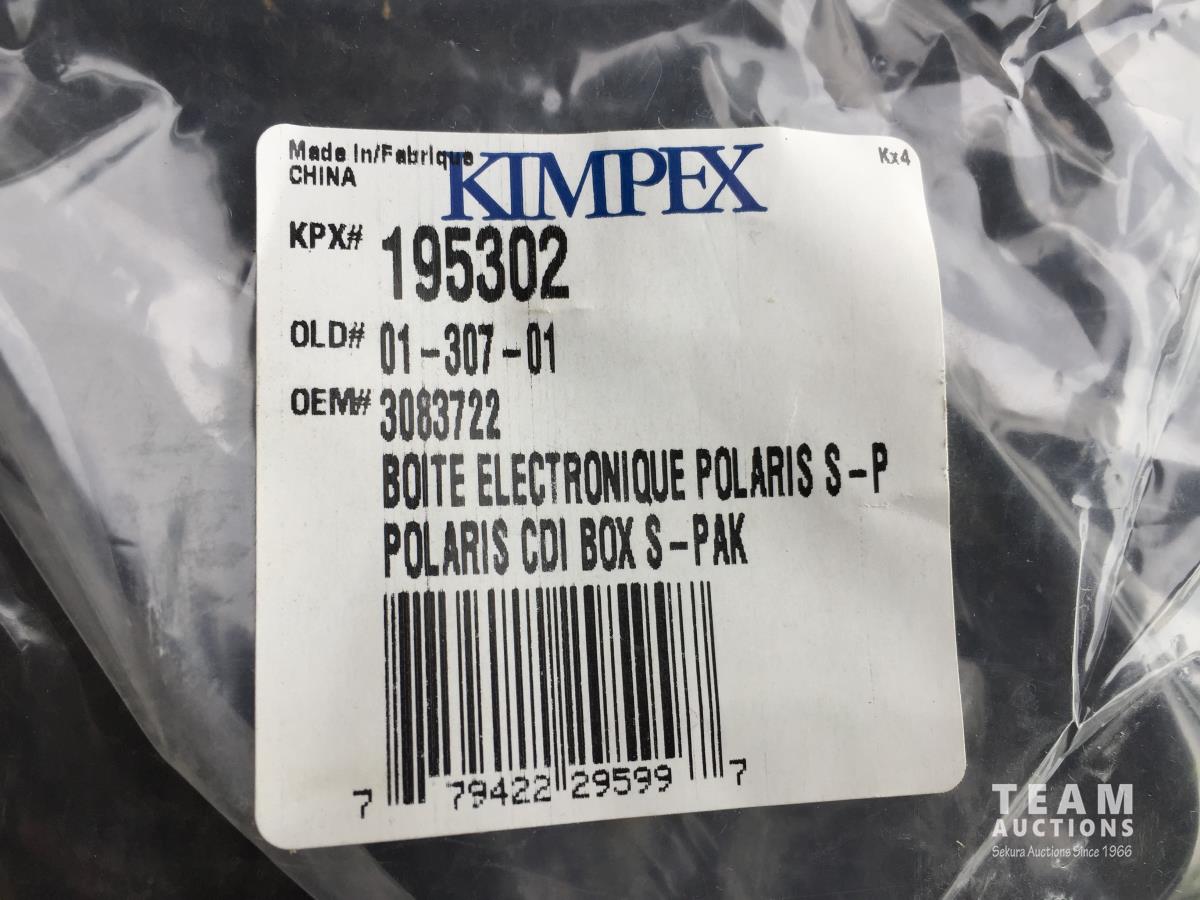 Made In/Fabrique
CHINA
KIMPEX
Kx4
KPX# 195302
OLD# 01-307-01
OEM# 3083722
BOITE ELECTRONIQUE POLARIS S-P
POLARIS CDI BOX S-PAK
7 79422 29599 7
TEAM
AUCTIONS
Sekura Auctions Since 1966